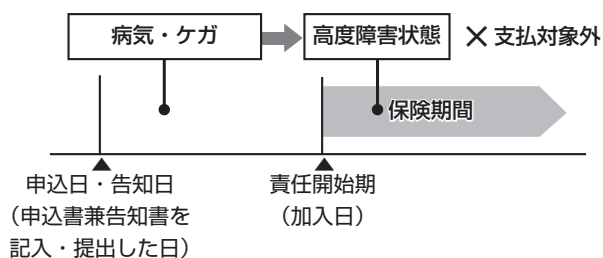 病気・ケガ
高度障害状態
✕ 支払対象外
保険期間
申込日・告知日
（申込書兼告知書を
記入・提出した日）
責任開始期
（加入日）